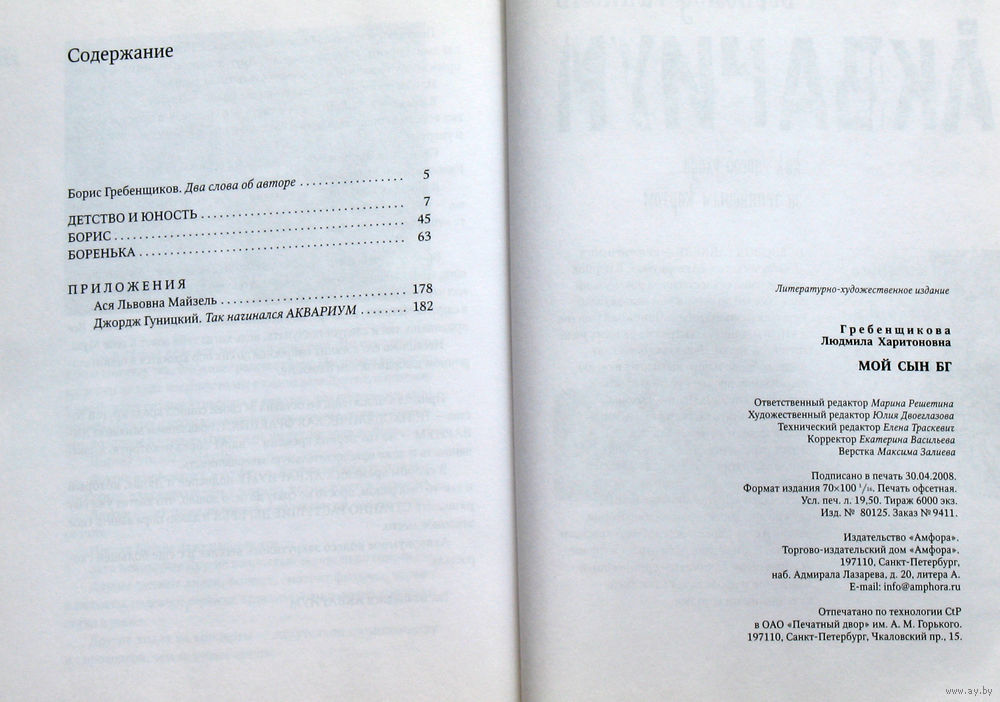 Содержание
Борис Гребенщиков. Два слова об авторе . . . . . . . . . . . . . . . . . 5
ДЕТСТВО И ЮНОСТЬ . . . . . . . . . . . . . . . . . . . . . . . . . . . . . . . . . 7
БОРИС . . . . . . . . . . . . . . . . . . . . . . . . . . . . . . . . . . . . . . . . . . . . . . 45
БОРЕНЬКА . . . . . . . . . . . . . . . . . . . . . . . . . . . . . . . . . . . . . . . . . . 63
ПРИЛОЖЕНИЯ
Ася Львовна Майзель . . . . . . . . . . . . . . . . . . . . . . . . . . . . . . 178
Джордж Гуницкий. Так начинался АКВАРИУМ . . . . . . . . 182
Литературно-художественное издание
Гребенщикова
Людмила Харитоновна
МОЙ СЫН БГ
Ответственный редактор Марина Решетина
Художественный редактор Юлия Двоеглазова
Технический редактор Елена Траскевич
Корректор Екатерина Васильева
Верстка Максима Залиева
Подписано в печать 30.04.2008.
Формат издания 70×100 1/16. Печать офсетная.
Усл. печ. л. 19,50. Тираж 6000 экз.
Изд. № 80125. Заказ № 9411.
Издательство «Амфора».
Торгово-издательский дом «Амфора».
197110, Санкт-Петербург,
наб. Адмирала Лазарева, д. 20, литера А.
E-mail: info@amphora.ru
Отпечатано по технологии CtP
в ОАО «Печатный двор» им. А. М. Горького.
197110, Санкт-Петербург, Чкаловский пр., 15.
www.ay.by